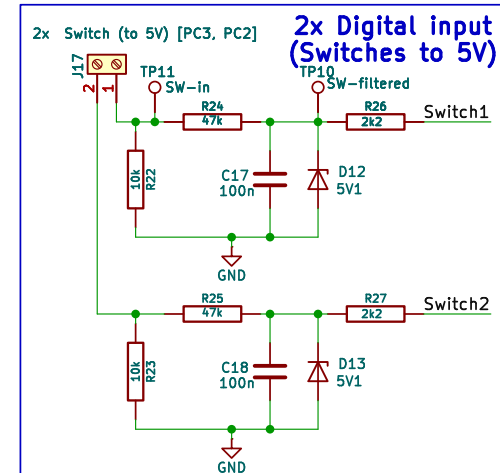 2x Digital input
(Switches to 5V)
2x Switch (to 5V) [PC3, PC2]
J17
2
1
TP11
SW-in
TP10
SW-filtered
R24
47k
R26
2k2
Switch1
10k
R22
C17
100n
D12
5V1
GND
R25
47k
R27
2k2
Switch2
10k
R23
C18
100n
D13
5V1
GND